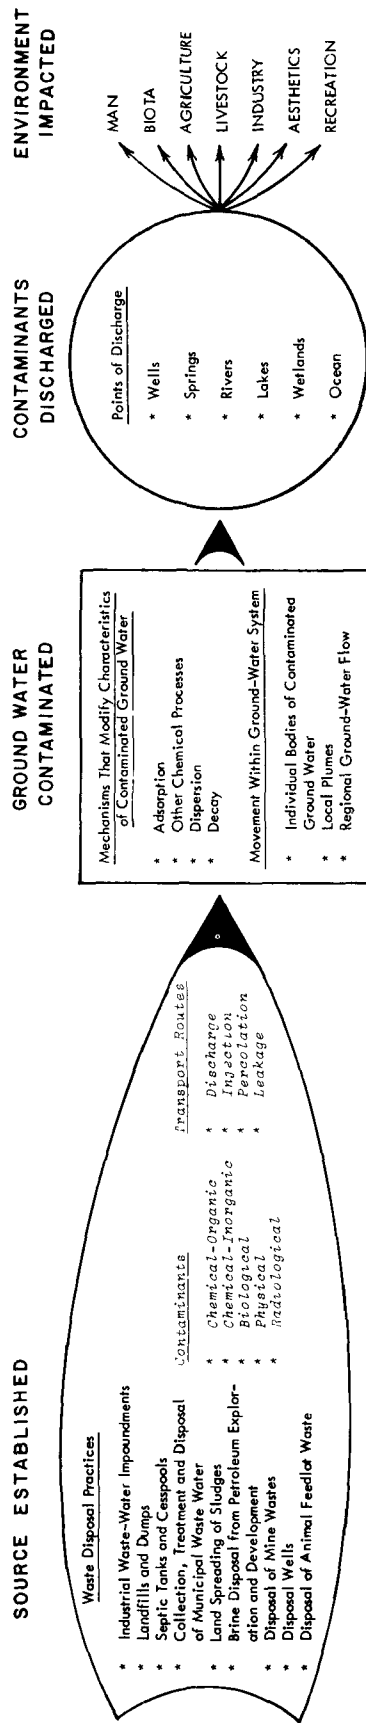 SOURCE ESTABLISHED
Waste Disposal Practices
* Industrial Waste-Water Impoundments
* Landfills and Dumps
* Septic Tanks and Cesspools
* Collection, Treatment and Disposal
of Municipal Waste Water
* Land Spreading of Sludges
* Brine Disposal from Petroleum Explor-
ation and Development
* Disposal of Mine Wastes
* Disposal Wells
* Disposal of Animal Feedlot Waste
Contaminants
* Chemical-Organic
* Chemical-Inorganic
* Biological
* Physical
* Radiological
Transport Routes
* Discharge
* Injection
* Percolation
* Leakage
GROUND WATER
CONTAMINATED
Mechanisms That Modify Characteristics
of Contaminated Ground Water
* Adsorption
* Other Chemical Processes
* Dispersion
* Decay
Movement Within Ground-Water System
* Individual Bodies of Contaminated
Ground Water
* Local Plumes
* Regional Ground-Water Flow
CONTAMINANTS
DISCHARGED
Points of Discharge
* Wells
* Springs
* Rivers
* Lakes
* Wetlands
* Ocean
ENVIRONMENT
IMPACTED
MAN
BIOTA
AGRICULTURE
LIVESTOCK
INDUSTRY
AESTHETICS
RECREATION